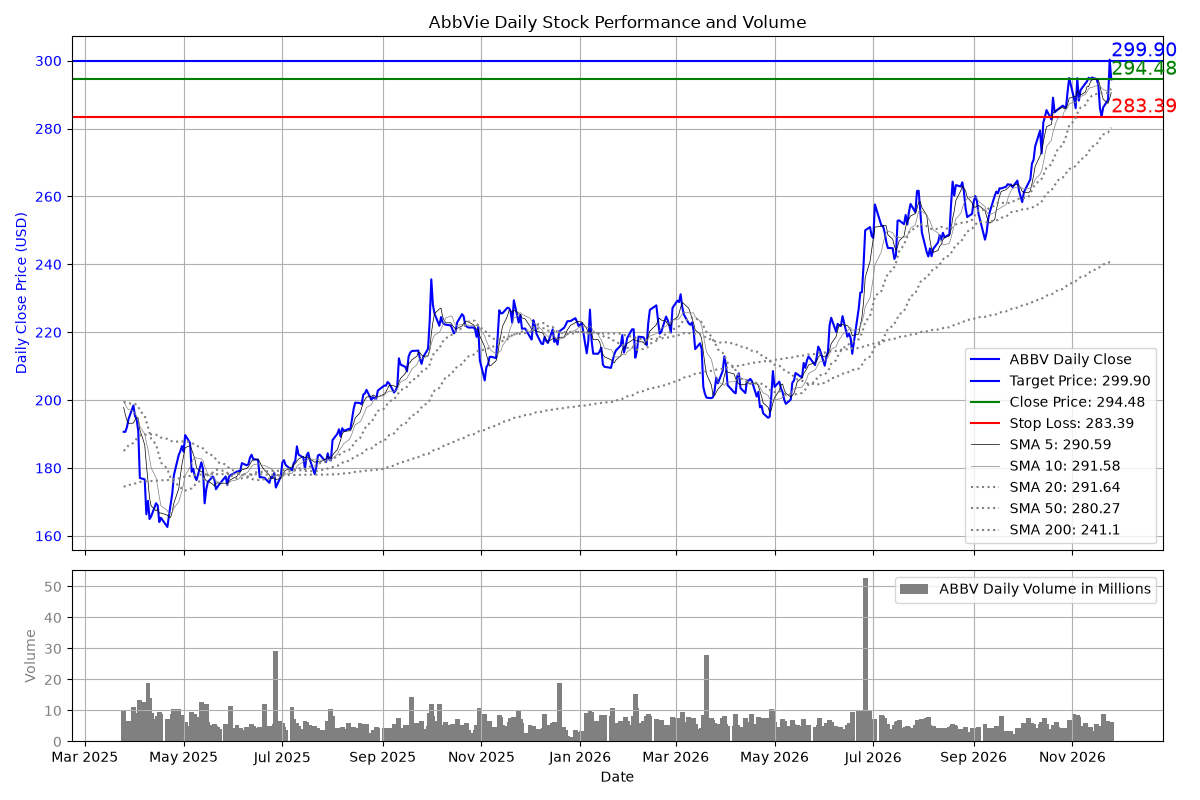 AbbVie Daily Stock Performance and Volume
299.90
294.48
283.39
300
280
260
240
220
200
180
160
Daily Close Price (USD)
ABBV Daily Close
Target Price: 299.90
Close Price: 294.48
Stop Loss: 283.39
SMA 5: 290.59
SMA 10: 291.58
SMA 20: 291.64
SMA 50: 280.27
SMA 200: 241.1
50
40
30
20
10
0
Volume
ABBV Daily Volume in Millions
Mar 2025
May 2025
Jul 2025
Sep 2025
Nov 2025
Jan 2026
Mar 2026
May 2026
Jul 2026
Sep 2026
Nov 2026
Date